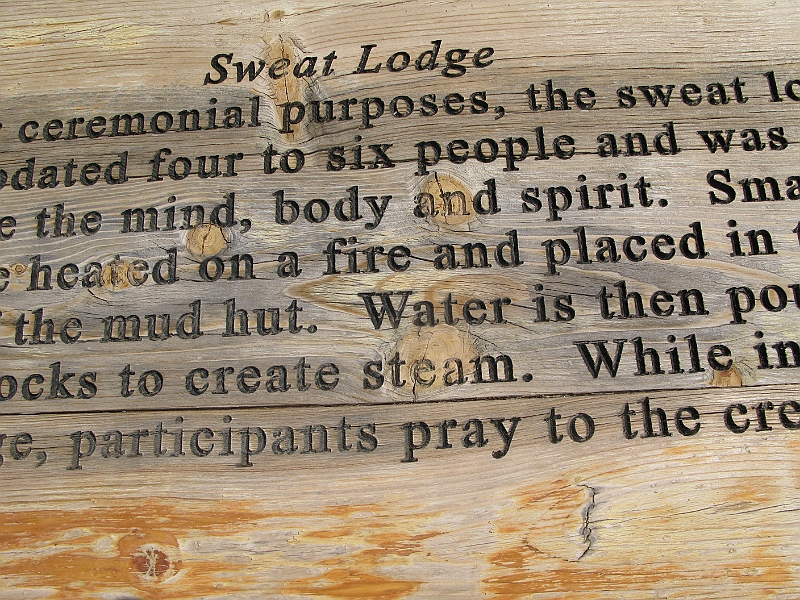 Sweat Lodge
ceremonial purposes, the sweat lo
odated four to six people and was
e the mind, body and spirit. Sma
e heated on a fire and placed in t
the mud hut. Water is then pou
ocks to create steam. While in
ge, participants pray to the cre